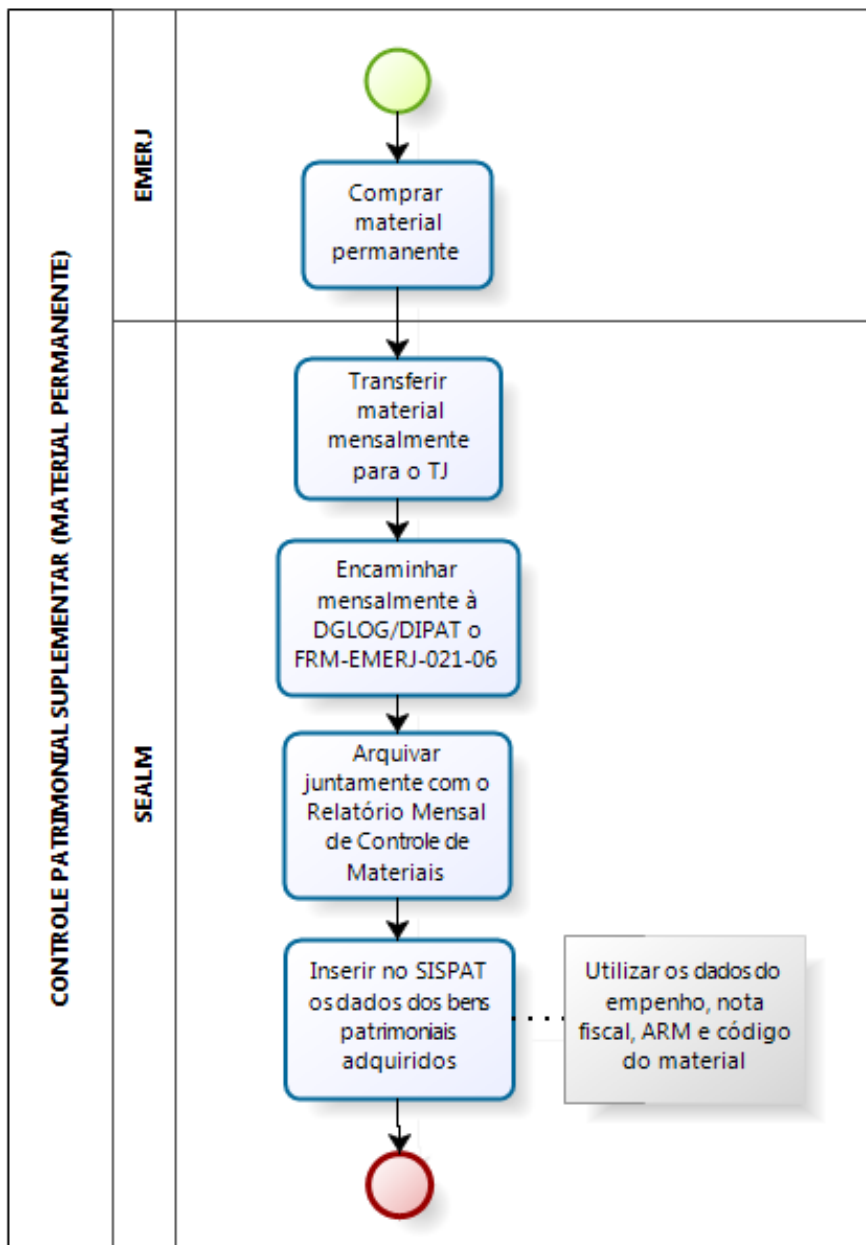 CONTROLE PATRIMONIAL SUPLEMENTAR (MATERIAL PERMANENTE)
EMERJ
Comprar
material
permanente
SEALM
Transferir
material
mensalmente
para o TJ
Encaminhar
mensalmente à
DGLOG/DIPAT o
FRM-EMERJ-021-06
Arquivar
juntamente com o
Relatório Mensal
de Controle de
Materiais
Inserir no SISPAT
os dados dos bens
patrimoniais
adquiridos
Utilizar os dados do
empenho, nota
fiscal, ARM e código
do material